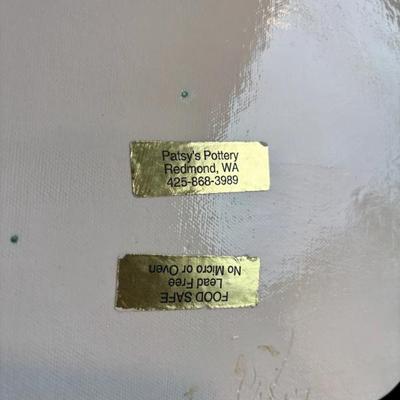 Patsy's Pottery
Redmond, WA
425-868-3989
FOOD SAFE
Lead Free
No Micro or Oven